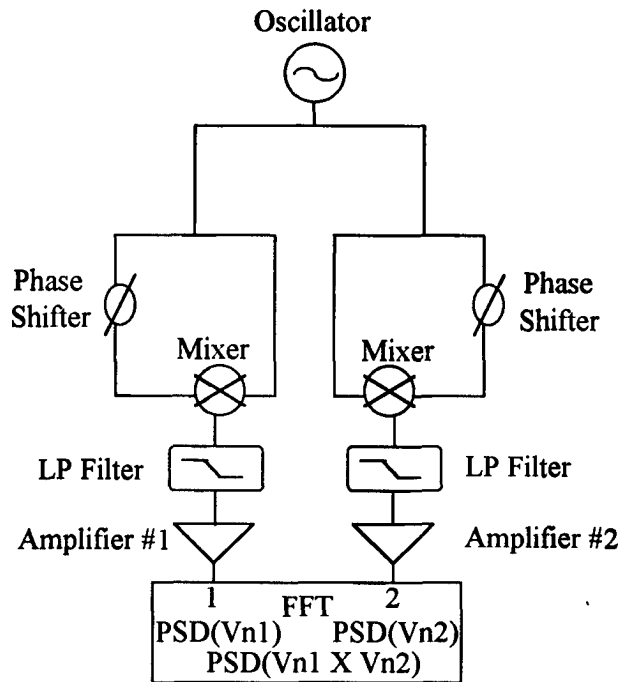 Oscillator
Phase
Shifter
Phase
Shifter
Mixer
Mixer
LP Filter
LP Filter
Amplifier #1
Amplifier #2
1 FFT 2
PSD(Vn1) PSD(Vn2)
PSD(Vn1 X Vn2)